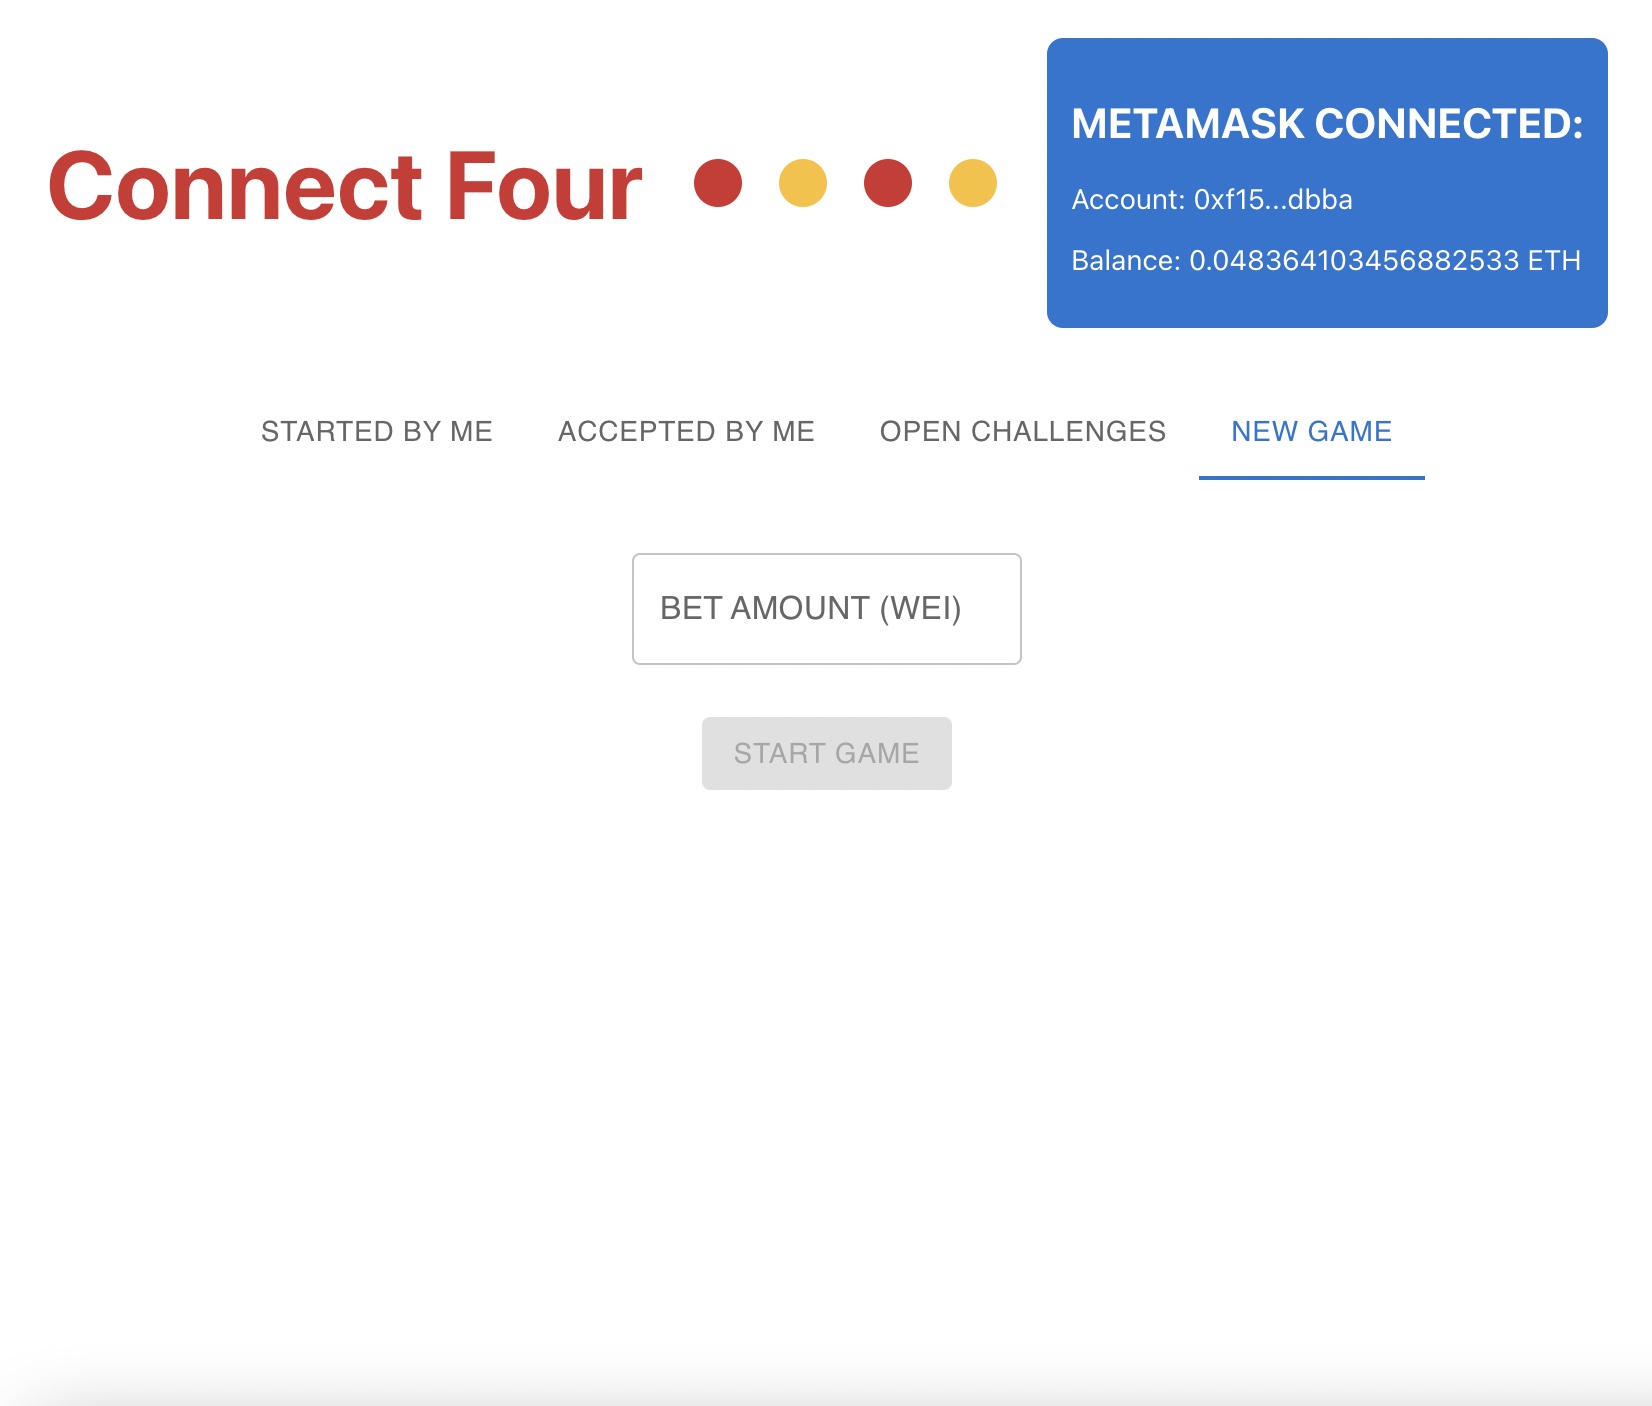 Connect Four
METAMASK CONNECTED:
Account: 0xf15...dbba
Balance: 0.048364103456882533 ETH
STARTED BY ME
ACCEPTED BY ME
OPEN CHALLENGES
NEW GAME
BET AMOUNT (WEI)
START GAME